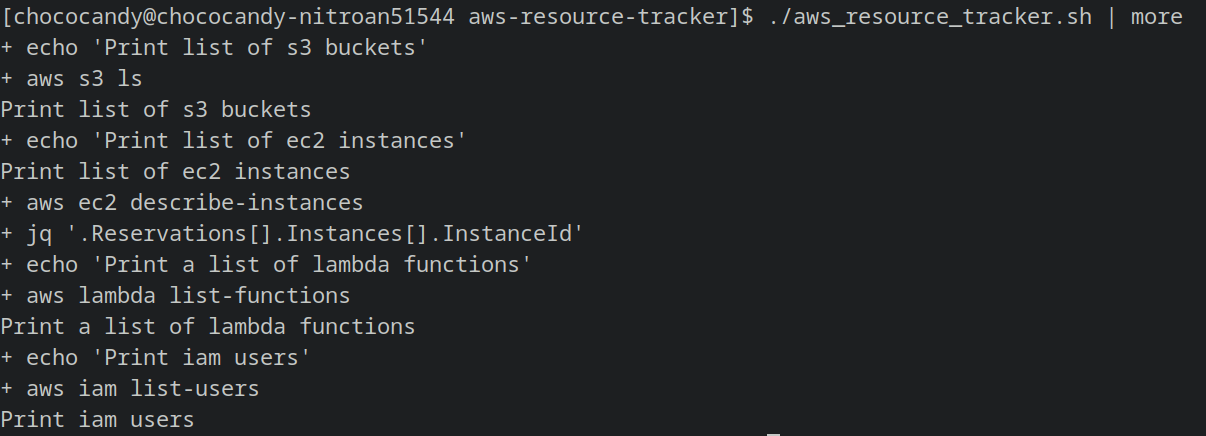 [chococandy@chococandy-nitroan51544 aws-resource-tracker]$ ./aws_resource_tracker.sh | more
+ echo 'Print list of s3 buckets'
+ aws s3 ls
Print list of s3 buckets
+ echo 'Print list of ec2 instances'
Print list of ec2 instances
+ aws ec2 describe-instances
+ jq '.Reservations[].Instances[].InstanceId'
+ echo 'Print a list of lambda functions'
+ aws lambda list-functions
Print a list of lambda functions
+ echo 'Print iam users'
+ aws iam list-users
Print iam users